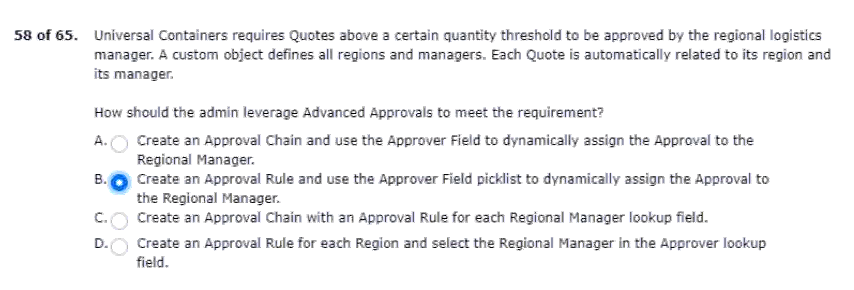 58 of 65. Universal Containers requires Quotes above a certain quantity threshold to be approved by the regional logistics
manager. A custom object defines all regions and managers. Each Quote is automatically related to its region and
its manager.
How should the admin leverage Advanced Approvals to meet the requirement?
A. Create an Approval Chain and use the Approver Field to dynamically assign the Approval to the
Regional Manager.
B. Create an Approval Rule and use the Approver Field picklist to dynamically assign the Approval to
the Regional Manager.
C. Create an Approval Chain with an Approval Rule for each Regional Manager lookup field.
D. Create an Approval Rule for each Region and select the Regional Manager in the Approver lookup
field.